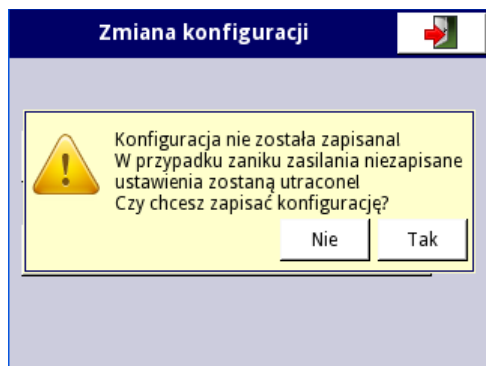 Zmiana konfiguracji
Konfiguracja nie została zapisana!
W przypadku zaniku zasilania niezapisane
ustawienia zostaną utracone!
Czy chcesz zapisać konfigurację?
Nie
Tak